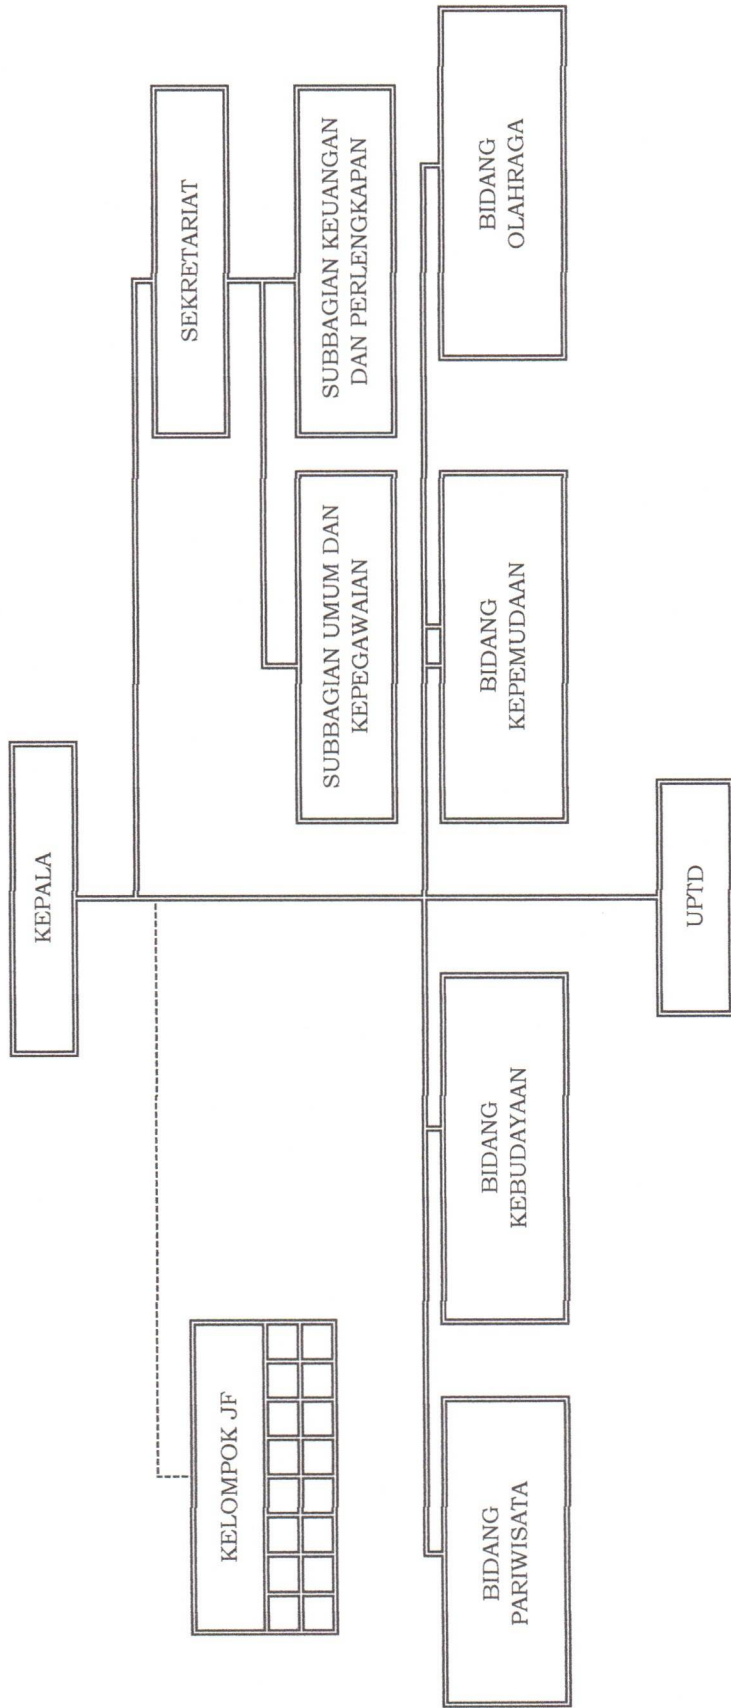 KEPALA
KELOMPOK JF
SEKRETARIAT
SUBBAGIAN UMUM DAN
KEPEGAWAIAN
SUBBAGIAN KEUANGAN
DAN PERLENGKAPAN
BIDANG
PARIWISATA
BIDANG
KEBUDAYAAN
BIDANG
KEPEMUDAAN
BIDANG
OLAHRAGA
UPTD